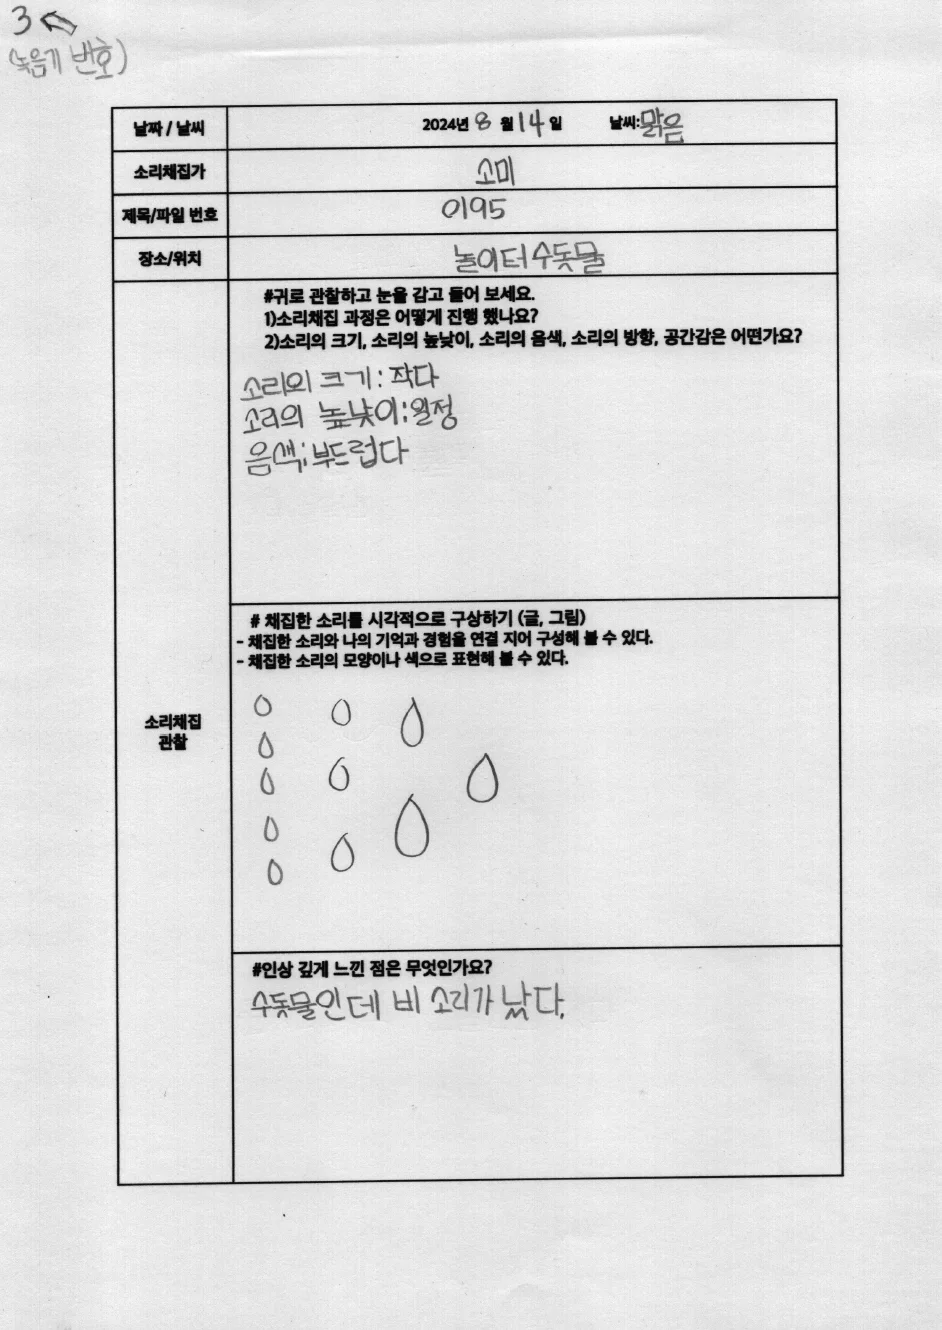 3
(녹음기 번호)
날짜 / 날씨 2024년 8 월 14 일 날씨:맑음
소리채집가 소미
제목/파일 번호 0195
장소/위치 놀이터수돗물
#귀로 관찰하고 눈을 감고 들어 보세요.
1)소리채집 과정은 어떻게 진행 했나요?
2)소리의 크기, 소리의 높낮이, 소리의 음색, 소리의 방향, 공간감은 어떤가요?
소리의 크기: 작다
소리의 높낮이:일정
음색:부드럽다
소리채집
관찰
# 채집한 소리를 시각적으로 구상하기 (글, 그림)
- 채집한 소리와 나의 기억과 경험을 연결 지어 구성해 볼 수 있다.
- 채집한 소리의 모양이나 색으로 표현해 볼 수 있다.
#인상 깊게 느낀 점은 무엇인가요?
수돗물인데 비 소리가 났다.